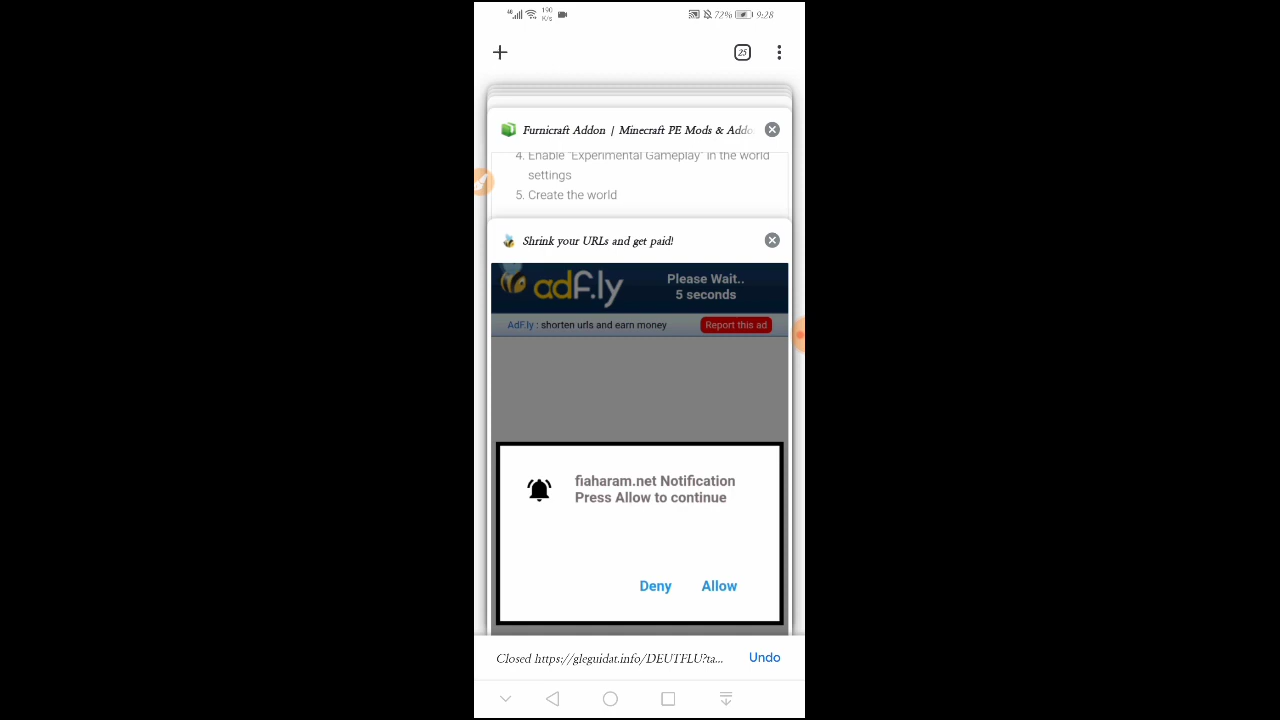 4G 190 K/s 72% 9:28
25
Furnicraft Addon | Minecraft PE Mods & Addo
4. Enable "Experimental Gameplay" in the world
settings
5. Create the world
Shrink your URLs and get paid!
adf.ly
Please Wait..
5 seconds
AdF.ly : shorten urls and earn money
Report this ad
fiaharam.net Notification
Press Allow to continue
Deny Allow
Closed https://gleguidat.info/DEUTFLU?ta... Undo